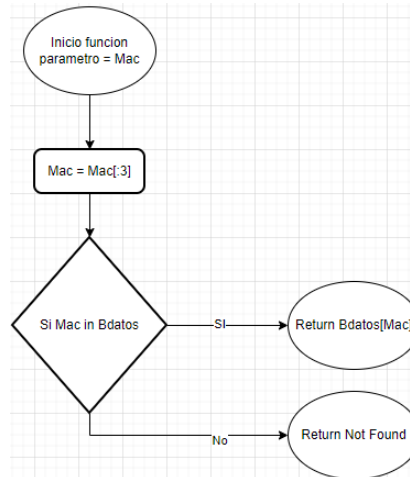 Inicio funcion
parametro = Mac
Mac = Mac[:3]
Si Mac in Bdatos
SI
Return Bdatos[Mac]
No
Return Not Found